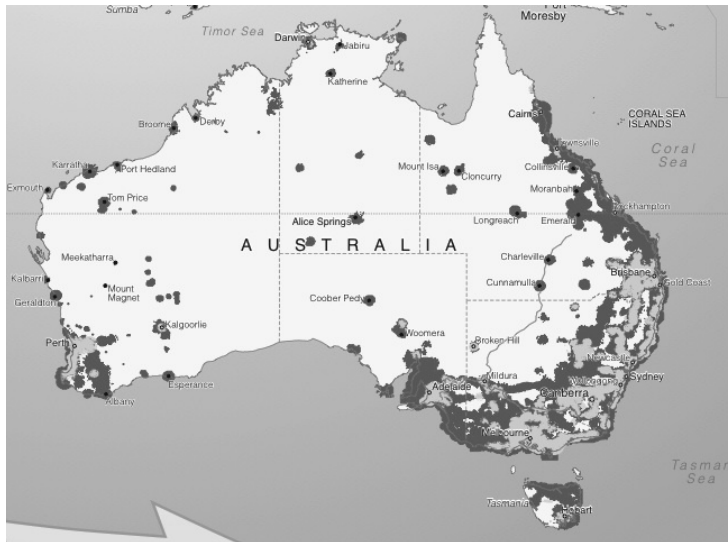 Sumba
Port
Moresby
Timor Sea
Darwin
Jabiru
Katherine
Broome
Derby
Cairns
CORAL SEA
ISLANDS
Townsville
Coral
Sea
Karratha
Port Hedland
Mount Isa
Cloncurry
Collinsville
Exmouth
Tom Price
Moranbah
Rockhampton
Alice Springs
Longreach
Emerald
AUSTRALIA
Meekatharra
Charleville
Brisbane
Kalbarri
Mount
Magnet
Cunnamulla
Gold Coast
Geraldton
Coober Pedy
Kalgoorlie
Woomera
Broken Hill
Perth
Newcastle
Esperance
Mildura
Sydney
Wollongong
Albany
Adelaide
Canberra
Melbourne
Tasman
Sea
Tasmania
Hobart